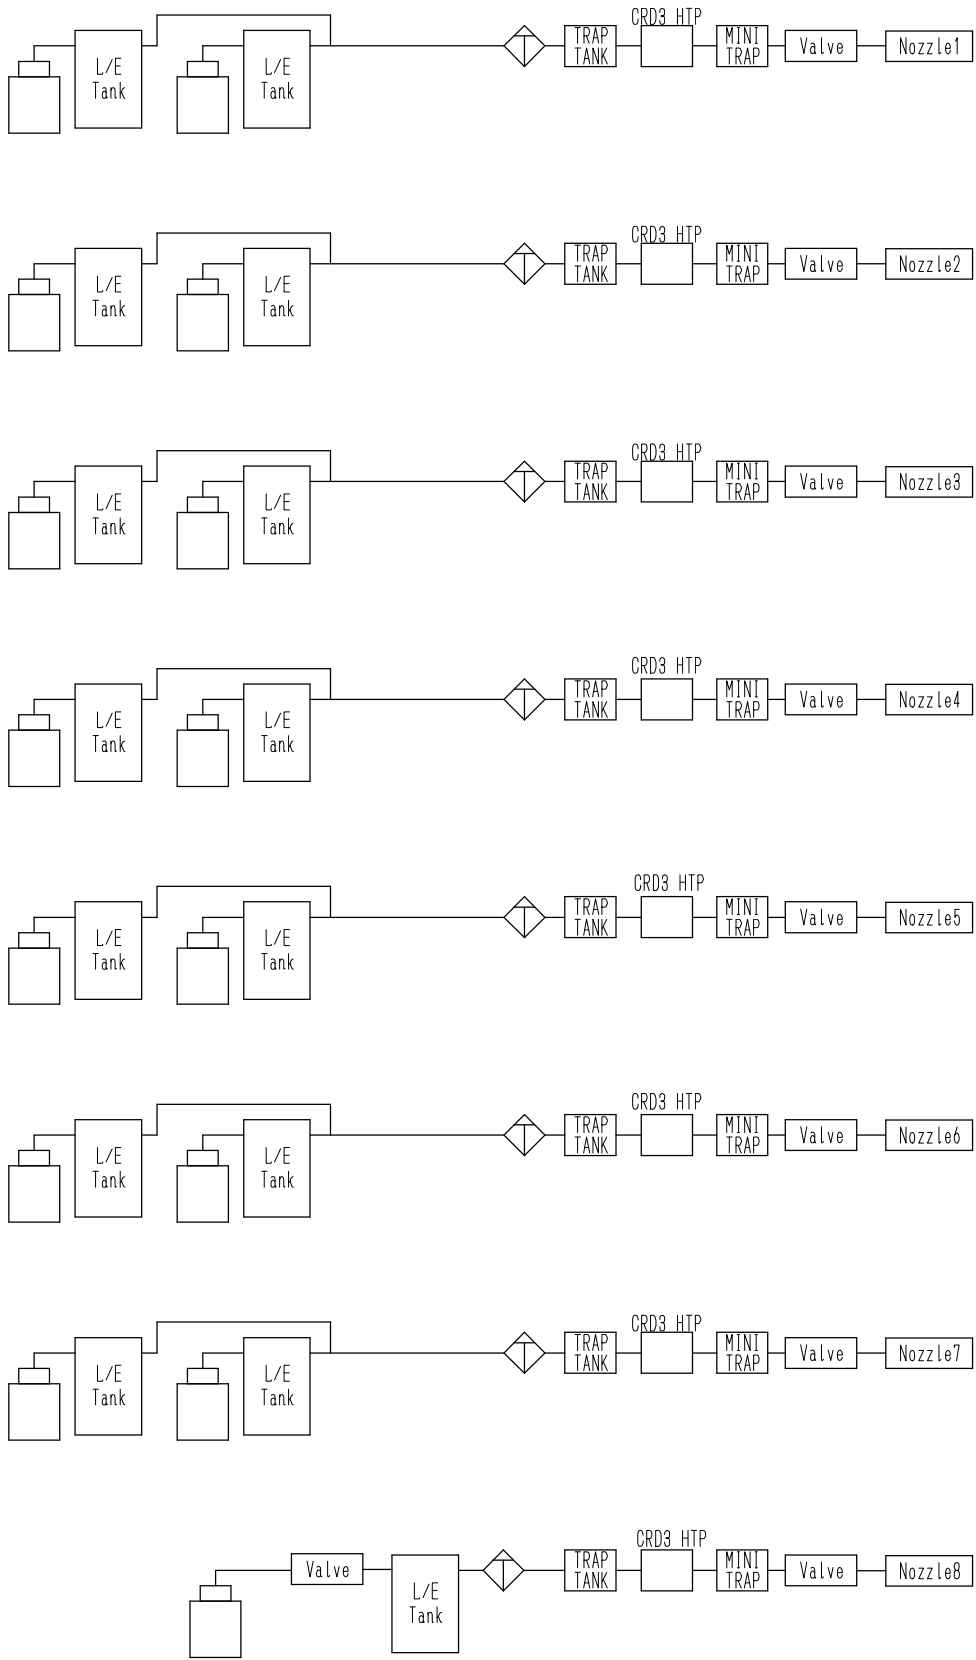 CRD3 HTP
L/E
Tank
L/E
Tank
TRAP
TANK
MINI
TRAP
Valve
Nozzle1
CRD3 HTP
L/E
Tank
L/E
Tank
TRAP
TANK
MINI
TRAP
Valve
Nozzle2
CRD3 HTP
L/E
Tank
L/E
Tank
TRAP
TANK
MINI
TRAP
Valve
Nozzle3
CRD3 HTP
L/E
Tank
L/E
Tank
TRAP
TANK
MINI
TRAP
Valve
Nozzle4
CRD3 HTP
L/E
Tank
L/E
Tank
TRAP
TANK
MINI
TRAP
Valve
Nozzle5
CRD3 HTP
L/E
Tank
L/E
Tank
TRAP
TANK
MINI
TRAP
Valve
Nozzle6
CRD3 HTP
L/E
Tank
L/E
Tank
TRAP
TANK
MINI
TRAP
Valve
Nozzle7
CRD3 HTP
Valve
L/E
Tank
TRAP
TANK
MINI
TRAP
Valve
Nozzle8